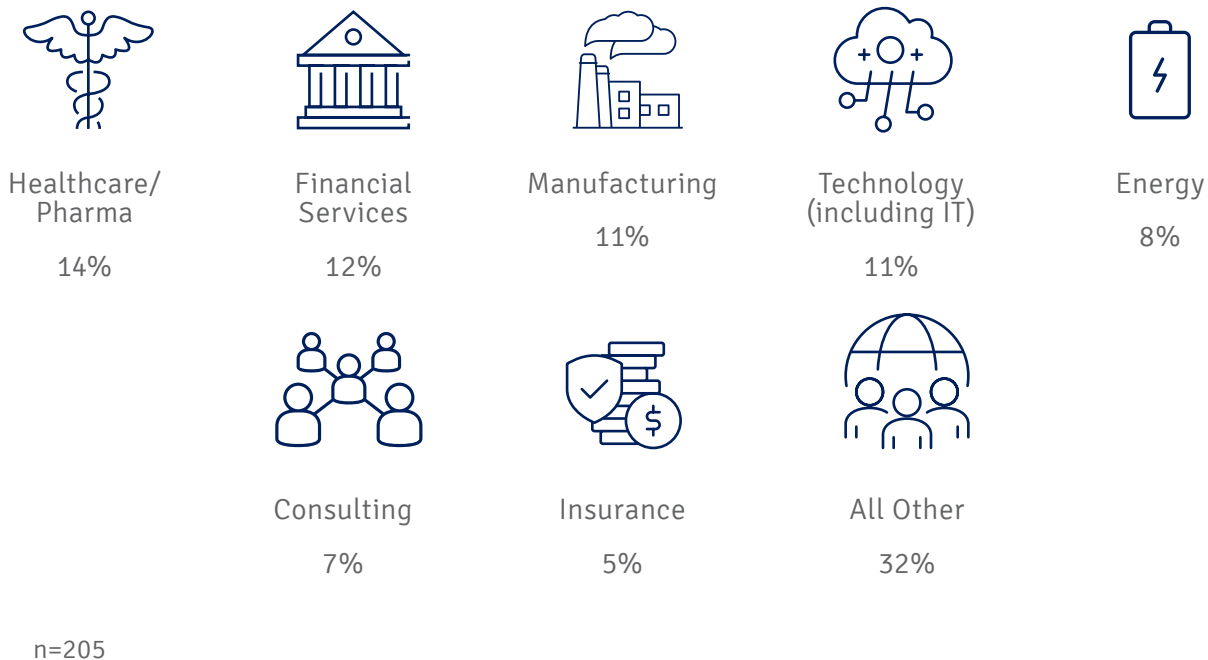 Healthcare/
Pharma
14%
Financial
Services
12%
Manufacturing
11%
Technology
(including IT)
11%
Energy
8%
Consulting
7%
Insurance
5%
All Other
32%
n=205